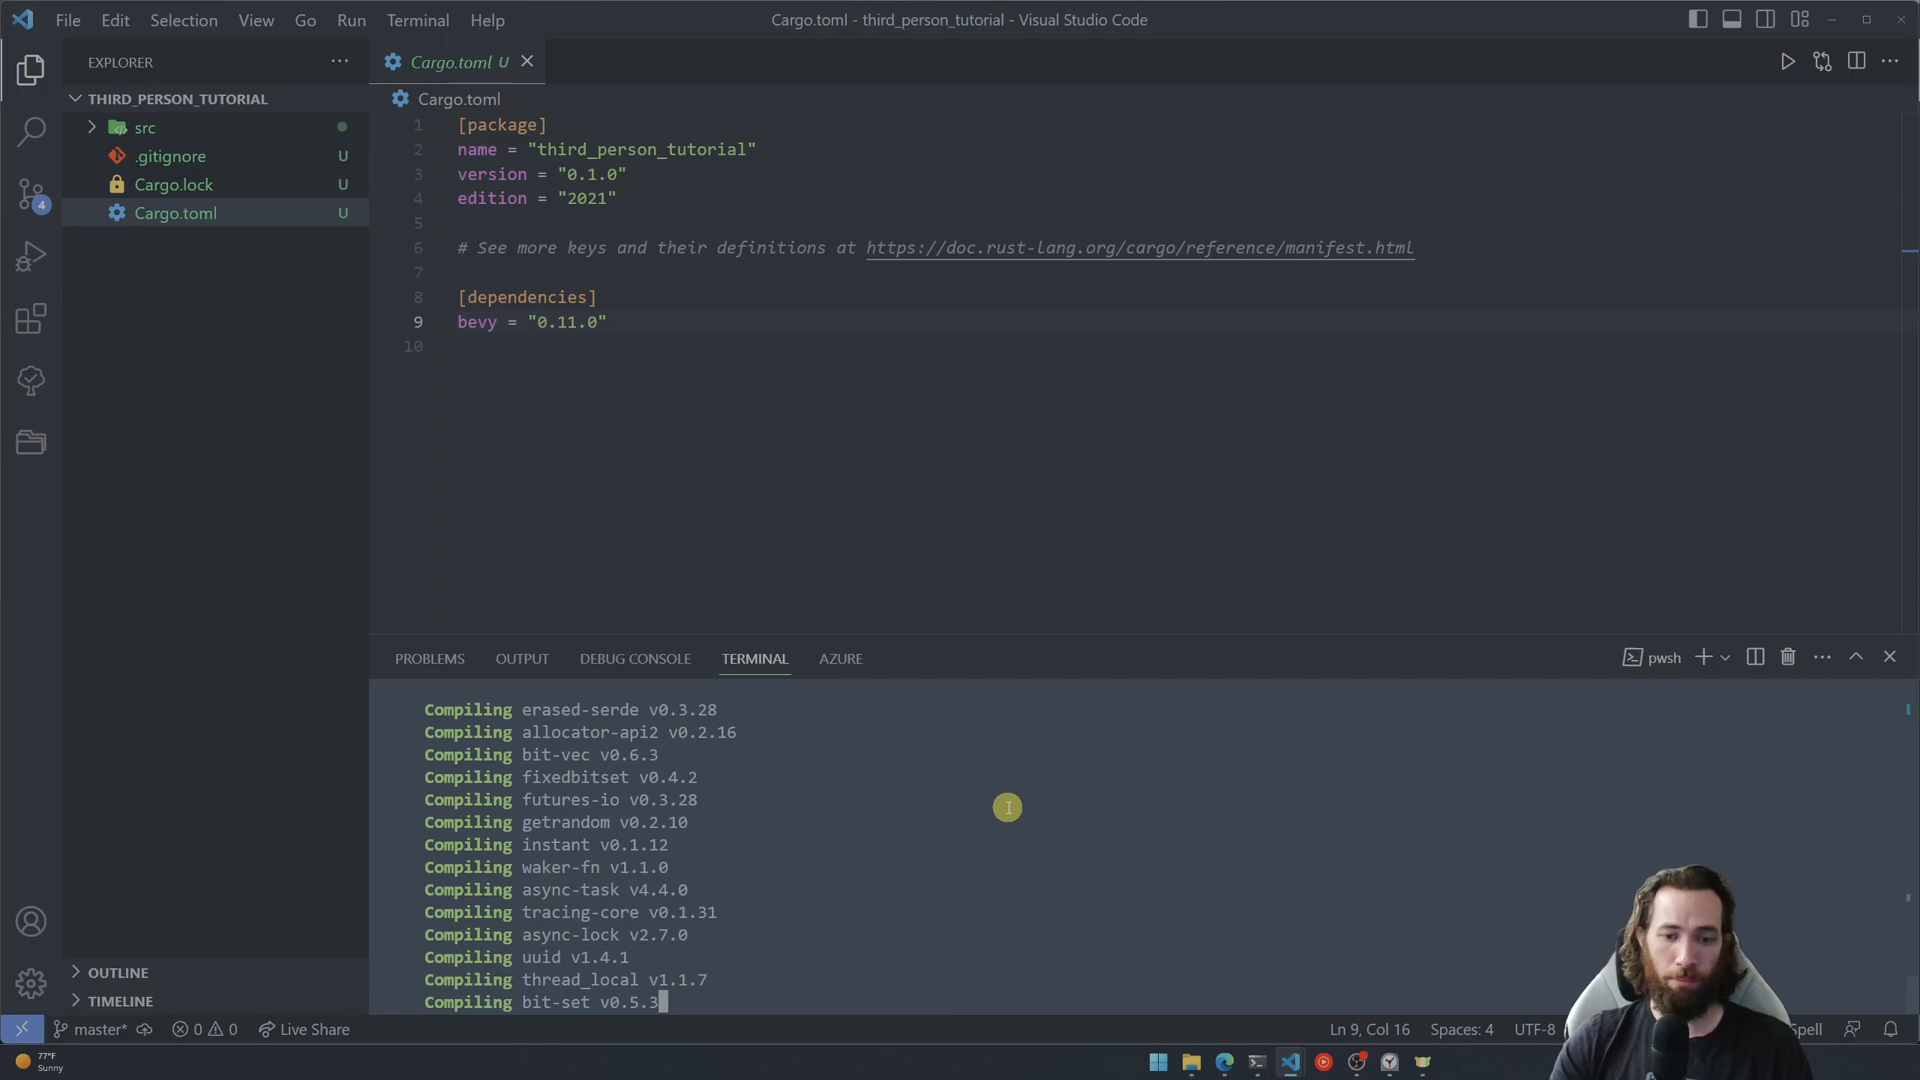 File Edit Selection View Go Run Terminal Help
Cargo.toml - third_person_tutorial - Visual Studio Code
EXPLORER
Cargo.toml U
THIRD_PERSON_TUTORIAL
src
.gitignore U
Cargo.lock U
Cargo.toml U
4
Cargo.toml
1 [package]
2 name = "third_person_tutorial"
3 version = "0.1.0"
4 edition = "2021"
5
6 # See more keys and their definitions at https://doc.rust-lang.org/cargo/reference/manifest.html
7
8 [dependencies]
9 bevy = "0.11.0"
10
PROBLEMS OUTPUT DEBUG CONSOLE TERMINAL AZURE
pwsh
Compiling erased-serde v0.3.28
Compiling allocator-api2 v0.2.16
Compiling bit-vec v0.6.3
Compiling fixedbitset v0.4.2
Compiling futures-io v0.3.28
Compiling getrandom v0.2.10
Compiling instant v0.1.12
Compiling waker-fn v1.1.0
Compiling async-task v4.4.0
Compiling tracing-core v0.1.31
Compiling async-lock v2.7.0
Compiling uuid v1.4.1
Compiling thread_local v1.1.7
Compiling bit-set v0.5.3
OUTLINE
TIMELINE
master* 0 0 Live Share
Ln 9, Col 16 Spaces: 4 UTF-8 Spell
77°F
Sunny